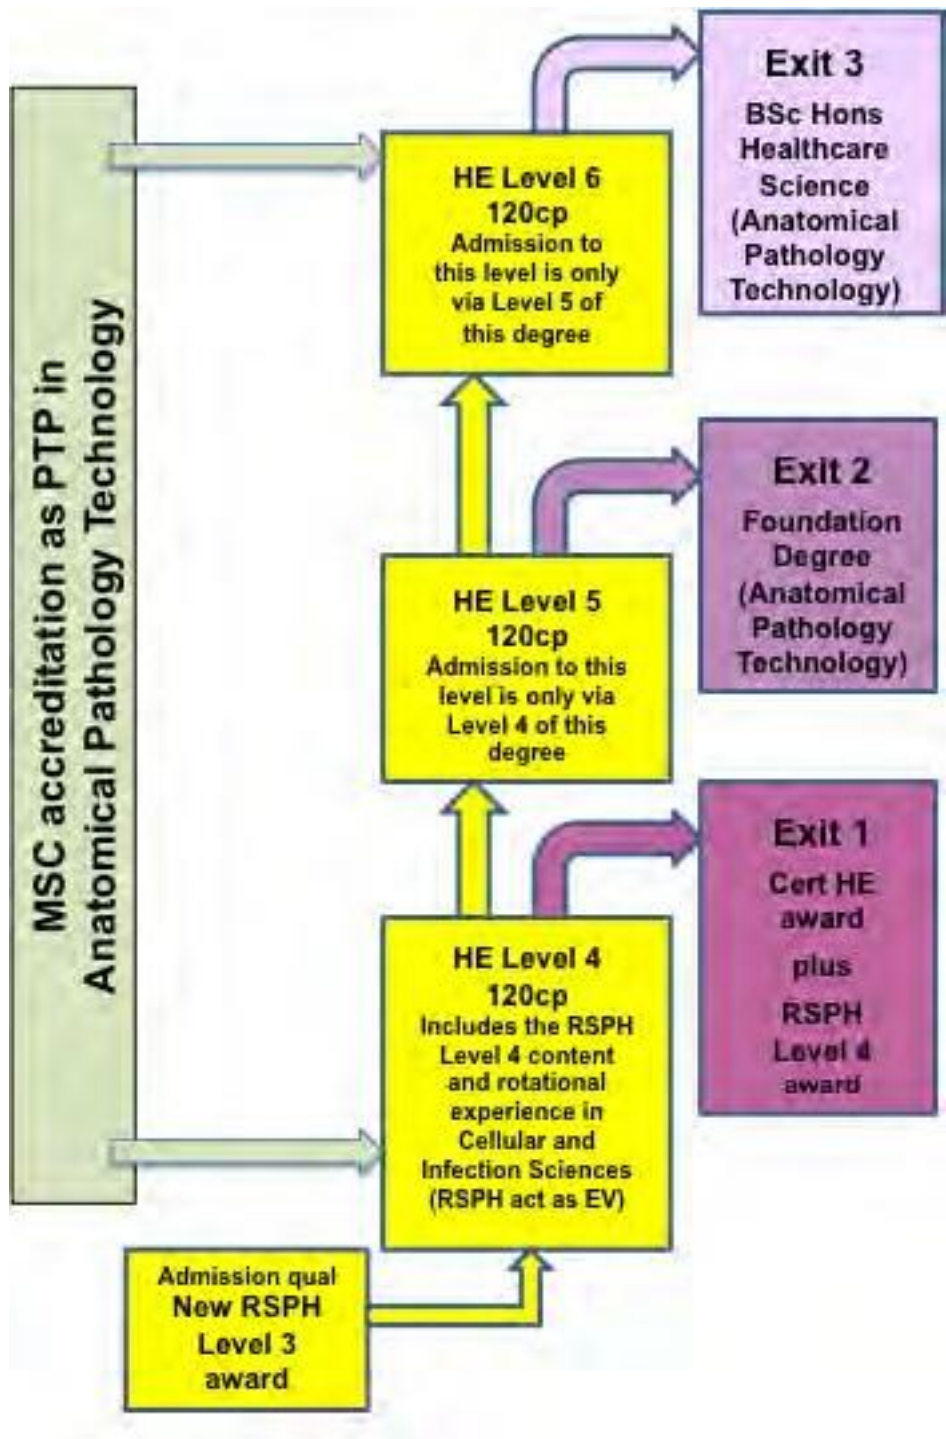 MSC accreditation as PTP in
Anatomical Pathology Technology
Exit 3
BSc Hons
Healthcare
Science
(Anatomical
Pathology
Technology)
HE Level 6
120cp
Admission to
this level is only
via Level 5 of
this degree
Exit 2
Foundation
Degree
(Anatomical
Pathology
Technology)
HE Level 5
120cp
Admission to this
level is only via
Level 4 of this
degree
Exit 1
Cert HE
award
plus
RSPH
Level 4
award
HE Level 4
120cp
Includes the RSPH
Level 4 content
and rotational
experience in
Cellular and
Infection Sciences
(RSPH act as EV)
Admission qual
New RSPH
Level 3
award